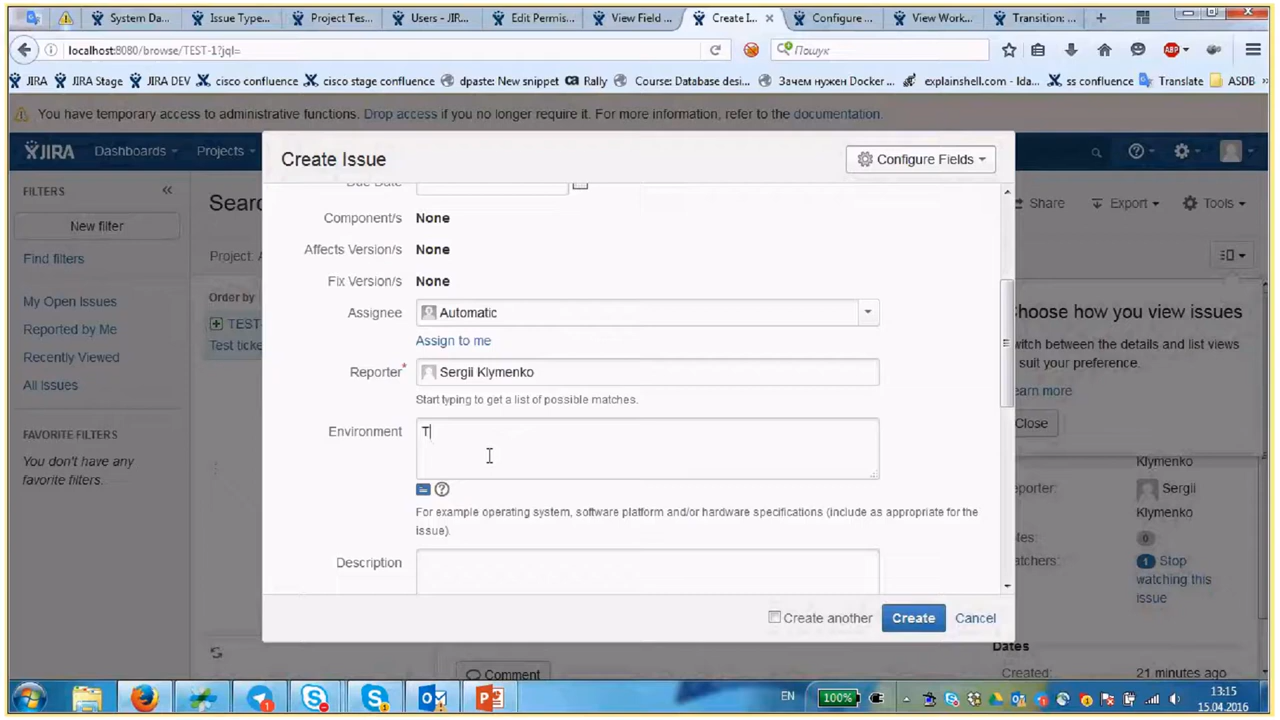 System Da...
Issue Type...
Project Tes...
Users - JIR...
Edit Permis...
View Field ...
Create I...
Configure ...
View Work...
Transition: ...
localhost:8080/browse/TEST-1?jql=
Пошук
JIRA
JIRA Stage
JIRA DEV
cisco confluence
cisco stage confluence
dpaste: New snippet
ca Rally
Course: Database desi...
Зачем нужен Docker ...
explainshell.com - Ida...
ss confluence
Translate
ASDB
You have temporary access to administrative functions. Drop access if you no longer require it. For more information, refer to the documentation.
JIRA
Dashboards
Projects
FILTERS
New filter
Find filters
My Open Issues
Reported by Me
Recently Viewed
All Issues
FAVORITE FILTERS
You don't have any
favorite filters.
Sear
Share
Export
Tools
Project.
Order by
TEST-
Test ticke
Create Issue
Configure Fields
Due Date
Component/s None
Affects Version/s None
Fix Version/s None
Assignee Automatic
Assign to me
Reporter* Sergii Klymenko
Start typing to get a list of possible matches.
Environment T
For example operating system, software platform and/or hardware specifications (include as appropriate for the
issue).
Description
Create another
Create
Cancel
hoose how you view issues
witch between the details and list views
suit your preference.
earn more
Close
Klymenko
eporter:
Sergii
Klymenko
0
1 Stop
watching this
issue
Dates
Created: 21 minutes ago
Comment
EN
100%
13:15
15.04.2016